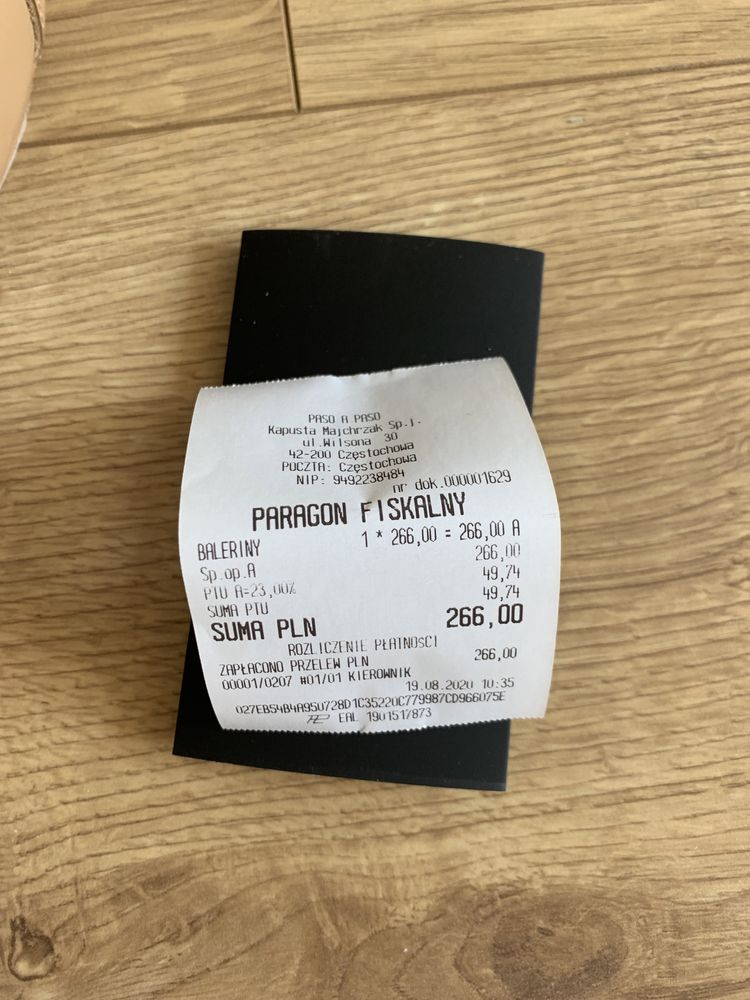 PASO A PASO
Kapusta Majchrzak Sp.j.
ul.Wilsona 30
42-200 Częstochowa
POCZTA: Częstochowa
NIP: 9492238484
nr dok.000001629
PARAGON FISKALNY
BALERINY 1 * 266,00 = 266,00 A
Sp.op.A 266,00
PTU A=23,00% 49,74
SUMA PTU 49,74
SUMA PLN 266,00
ROZLICZENIE PŁATNOŚCI
ZAPŁACONO PRZELEW PLN 266,00
00001/0207 #01/01 KIEROWNIK
19.08.2020 10:35
027EB54B4A950728D1C35220C779987CD966075E
EAL 1901517873